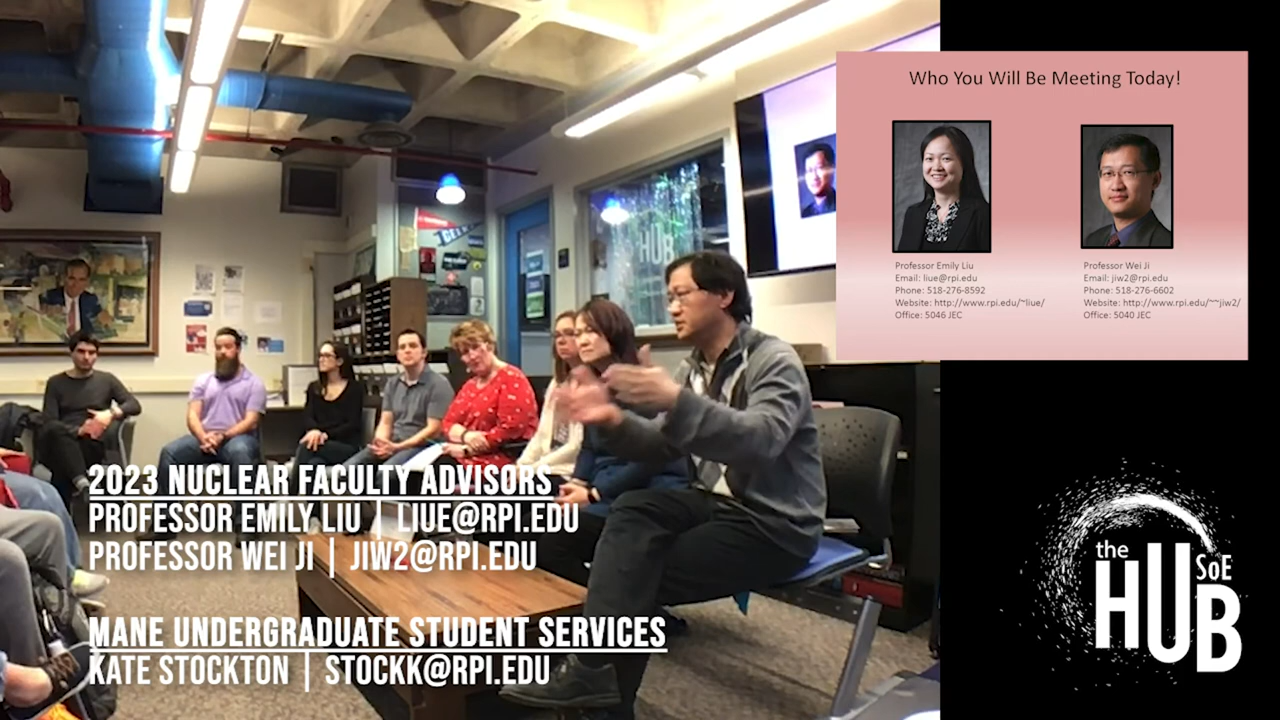 Who You Will Be Meeting Today!
Professor Emily Liu
Email: liue@rpi.edu
Phone: 518-276-8592
Website: http://www.rpi.edu/~liue/
Office: 5046 JEC
Professor Wei Ji
Email: jiw2@rpi.edu
Phone: 518-276-6602
Website: http://www.rpi.edu/~~jiw2/
Office: 5040 JEC
HUB
2023 NUCLEAR FACULTY ADVISORS
PROFESSOR EMILY LIU | LIUE@RPI.EDU
PROFESSOR WEI JI | JIW2@RPI.EDU
MANE UNDERGRADUATE STUDENT SERVICES
KATE STOCKTON | STOCKK@RPI.EDU
the
HUB
SoE